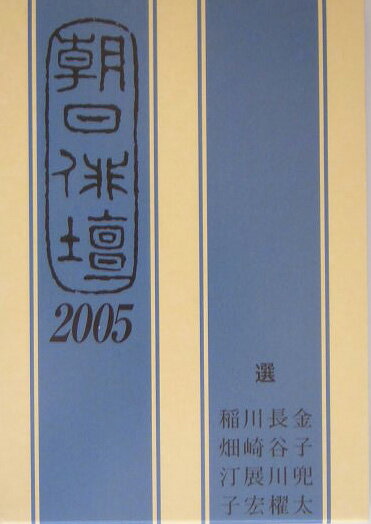 朝日俳壇
2005
選
金子兜太
長谷川櫂
川崎展宏
稲畑汀子